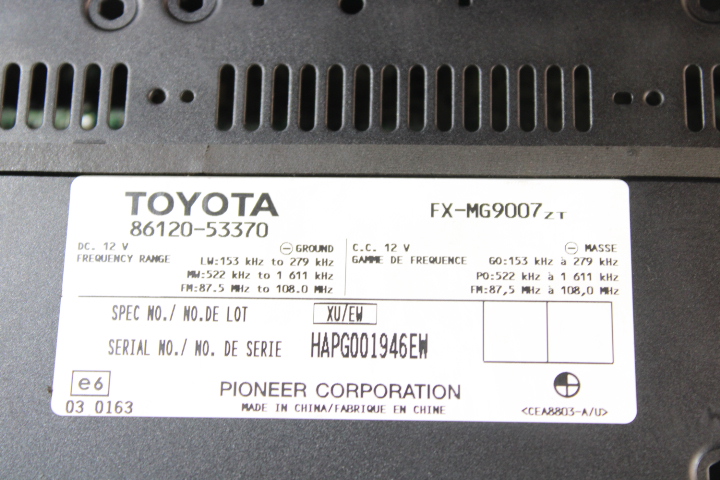 TOYOTA FX-MG9007 ZT
86120-53370
DC. 12 V ⊖ GROUND C.C. 12 V ⊖ MASSE
FREQUENCY RANGE LW:153 kHz to 279 kHz GAMME DE FREQUENCE GO:153 kHz à 279 kHz
MW:522 kHz to 1 611 kHz PO:522 kHz à 1 611 kHz
FM:87.5 MHz to 108.0 MHz FM:87,5 MHz à 108,0 MHz
SPEC NO./ NO.DE LOT XU/EW
SERIAL NO./ NO. DE SERIE HAPG001946EW
e6
03 0163
PIONEER CORPORATION
MADE IN CHINA/FABRIQUE EN CHINE
<CEA8803-A/U>